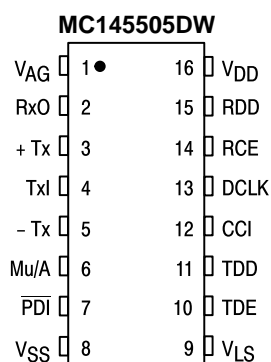 MC145505DW
VAG 1 16 VDD
RxO 2 15 RDD
+ Tx 3 14 RCE
TxI 4 13 DCLK
– Tx 5 12 CCI
Mu/A 6 11 TDD
PDI 7 10 TDE
VSS 8 9 VLS